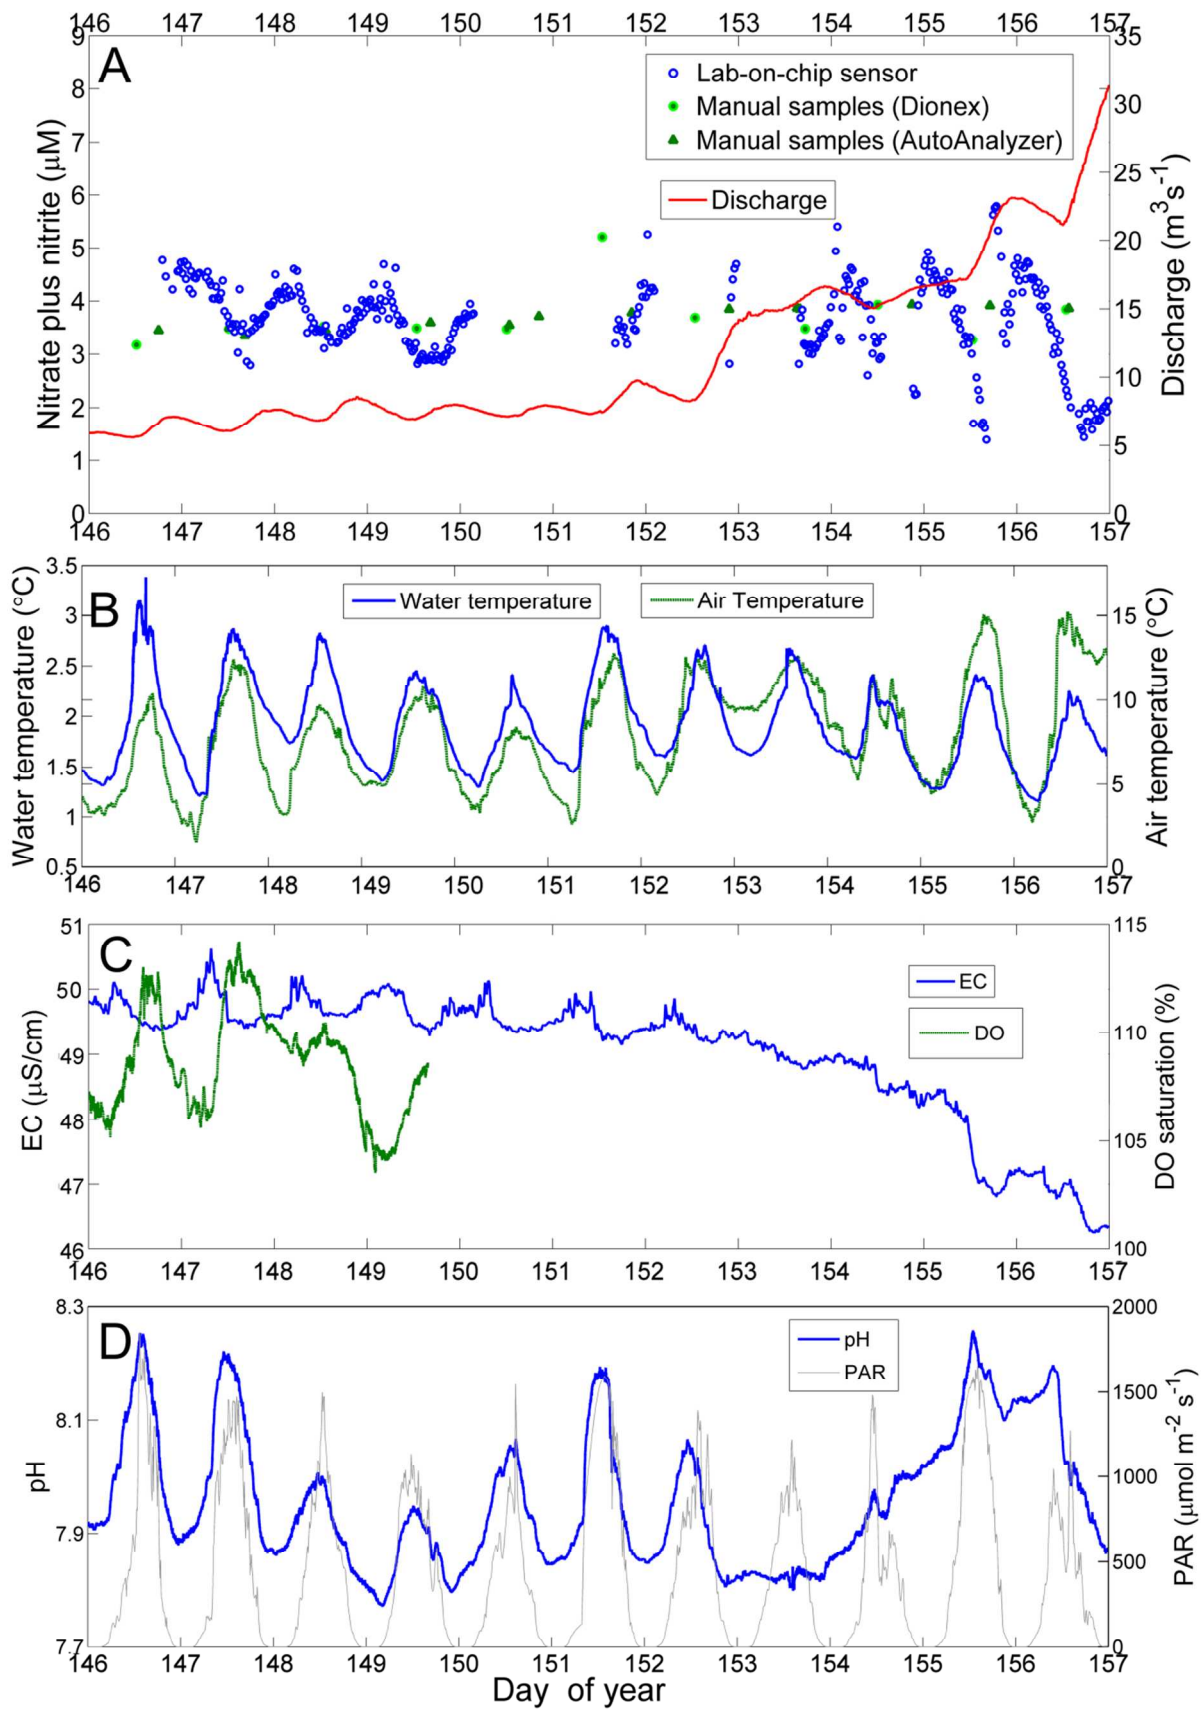 146 147 148 149 150 151 152 153 154 155 156 157
A
9 8 7 6 5 4 3 2 1 0
Nitrate plus nitrite (μM)
Lab-on-chip sensor
Manual samples (Dionex)
Manual samples (AutoAnalyzer)
Discharge
35 30 25 20 15 10 5 0
Discharge (m³s⁻¹)
146 147 148 149 150 151 152 153 154 155 156 157
B
3.5 3 2.5 2 1.5 1 0.5
Water temperature (°C)
Water temperature
Air Temperature
15 10 5 0
Air temperature (°C)
146 147 148 149 150 151 152 153 154 155 156 157
C
51 50 49 48 47 46
EC (μS/cm)
EC
DO
115 110 105 100
DO saturation (%)
146 147 148 149 150 151 152 153 154 155 156 157
D
8.3 8.1 7.9 7.7
pH
pH
PAR
2000 1500 1000 500 0
PAR (μmol m⁻² s⁻¹)
146 147 148 149 150 151 152 153 154 155 156 157
Day of year